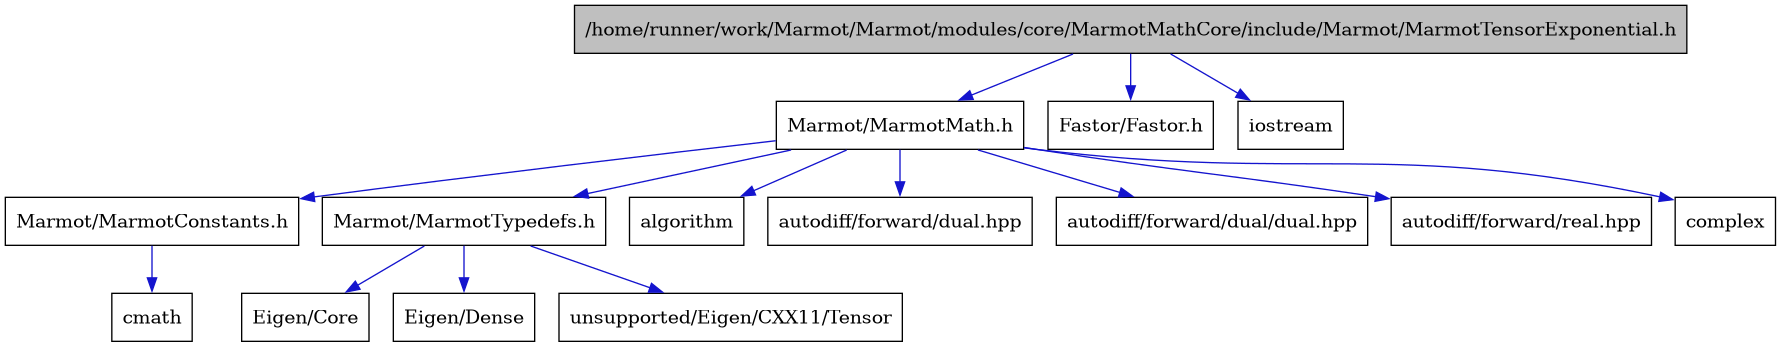 /home/runner/work/Marmot/Marmot/modules/core/MarmotMathCore/include/Marmot/MarmotTensorExponential.h
Marmot/MarmotMath.h
Fastor/Fastor.h
iostream
Marmot/MarmotConstants.h
Marmot/MarmotTypedefs.h
algorithm
autodiff/forward/dual.hpp
autodiff/forward/dual/dual.hpp
autodiff/forward/real.hpp
complex
cmath
Eigen/Core
Eigen/Dense
unsupported/Eigen/CXX11/Tensor